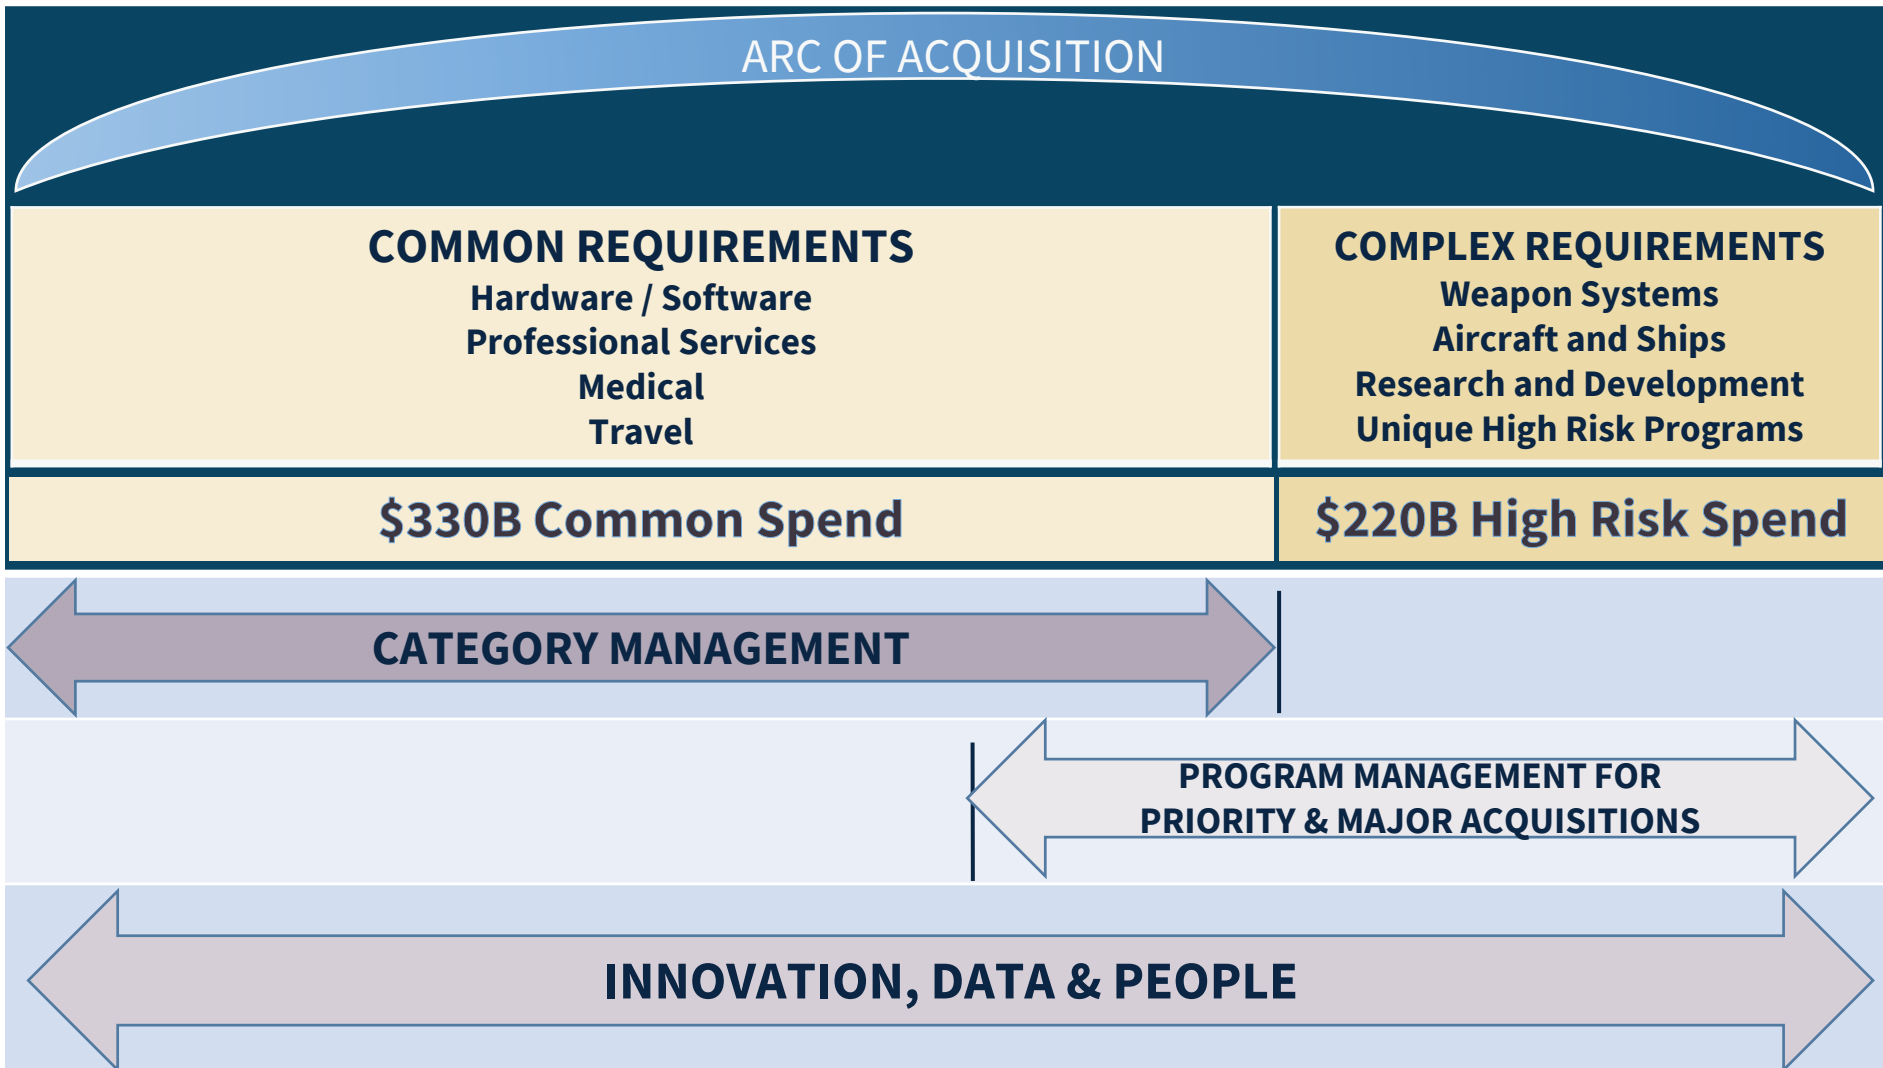 ARC OF ACQUISITION
COMMON REQUIREMENTS
Hardware / Software
Professional Services
Medical
Travel
COMPLEX REQUIREMENTS
Weapon Systems
Aircraft and Ships
Research and Development
Unique High Risk Programs
$330B Common Spend
$220B High Risk Spend
CATEGORY MANAGEMENT
PROGRAM MANAGEMENT FOR
PRIORITY & MAJOR ACQUISITIONS
INNOVATION, DATA & PEOPLE